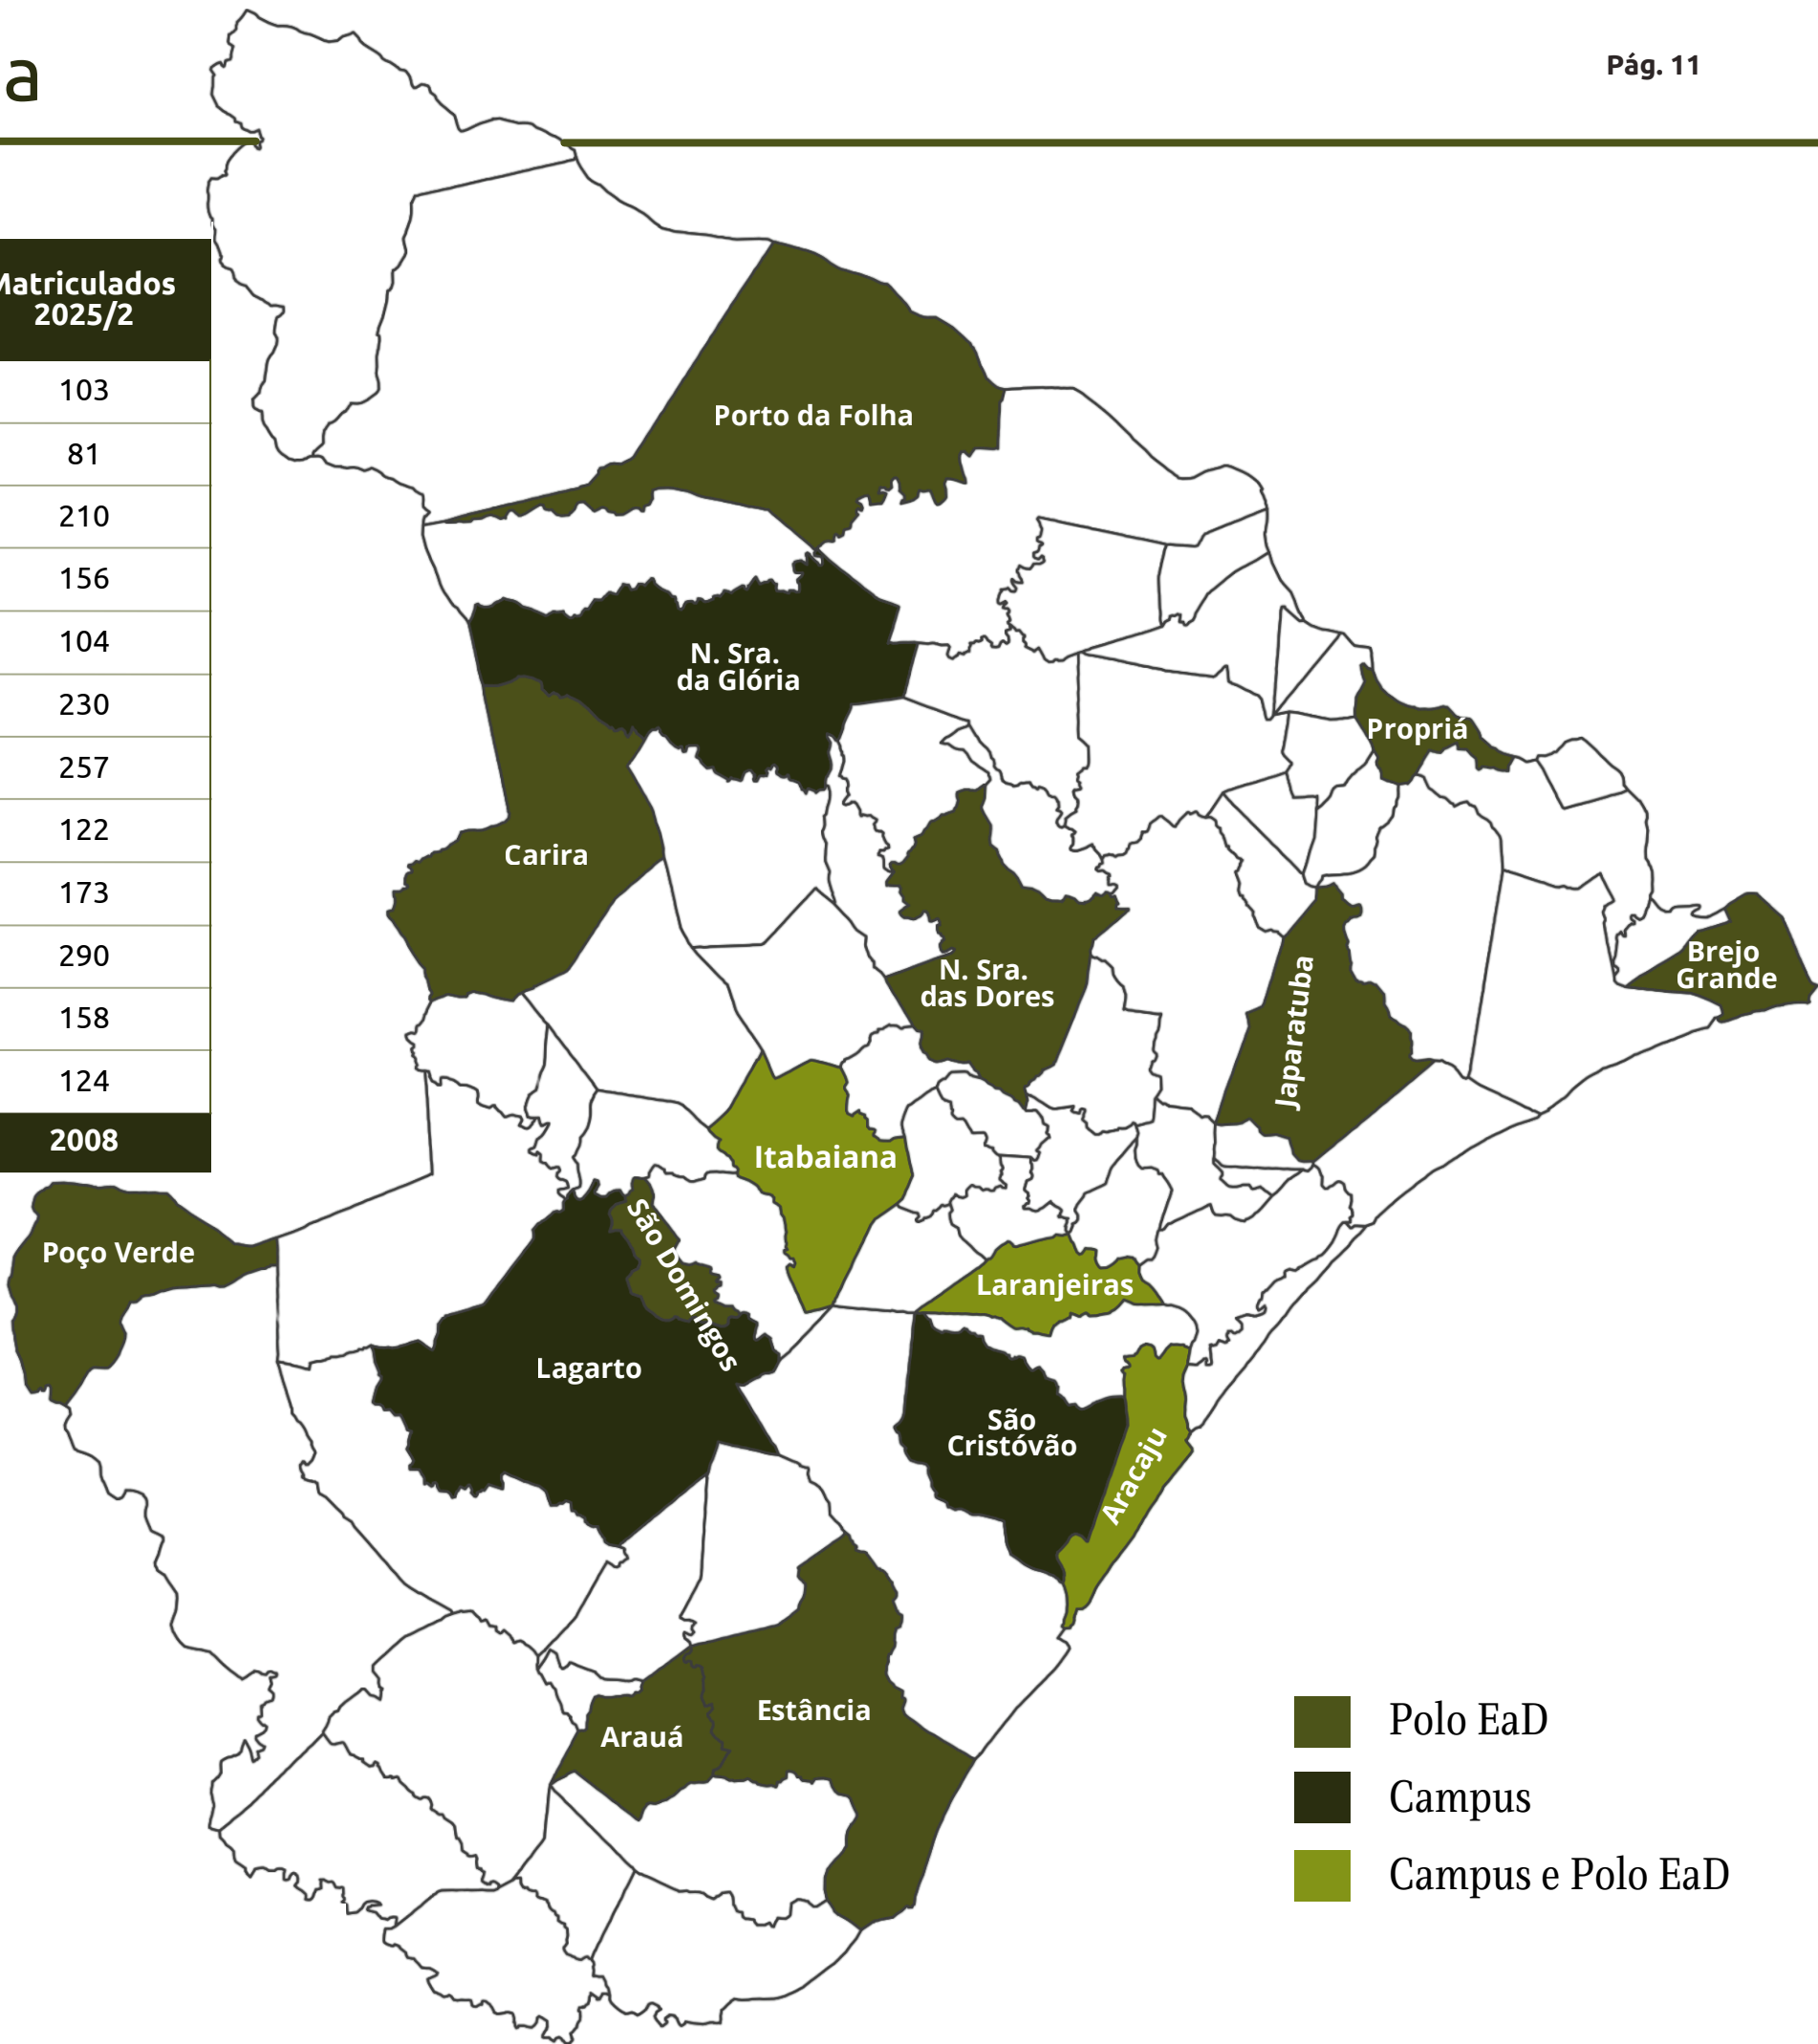 a
Pág. 11
Matriculados
2025/2
103
81
210
156
104
230
257
122
173
290
158
124
2008
Porto da Folha
N. Sra.
da Glória
Propriá
Carira
Brejo
Grande
N. Sra.
das Dores
Japaratuba
Itabaiana
São Domingos
Poço Verde
Laranjeiras
Lagarto
São
Cristóvão
Aracaju
Estância
Arauá
Polo EaD
Campus
Campus e Polo EaD